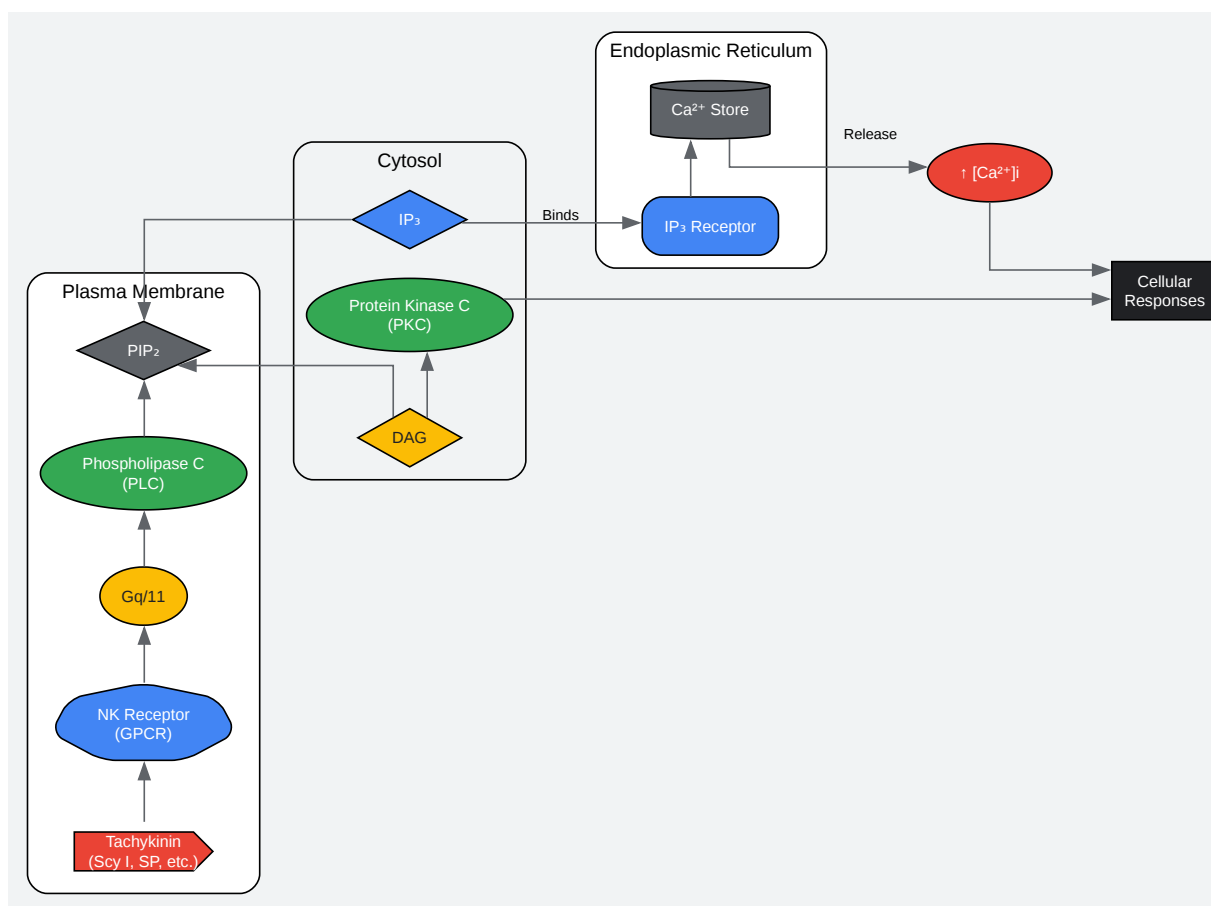 Endoplasmic Reticulum
Ca²⁺ Store
Release
Cytosol
↑ [Ca²⁺]i
IP₃
Binds
IP₃ Receptor
Plasma Membrane
Protein Kinase C
(PKC)
Cellular
Responses
PIP₂
DAG
Phospholipase C
(PLC)
Gq/11
NK Receptor
(GPCR)
Tachykinin
(Scy I, SP, etc.)